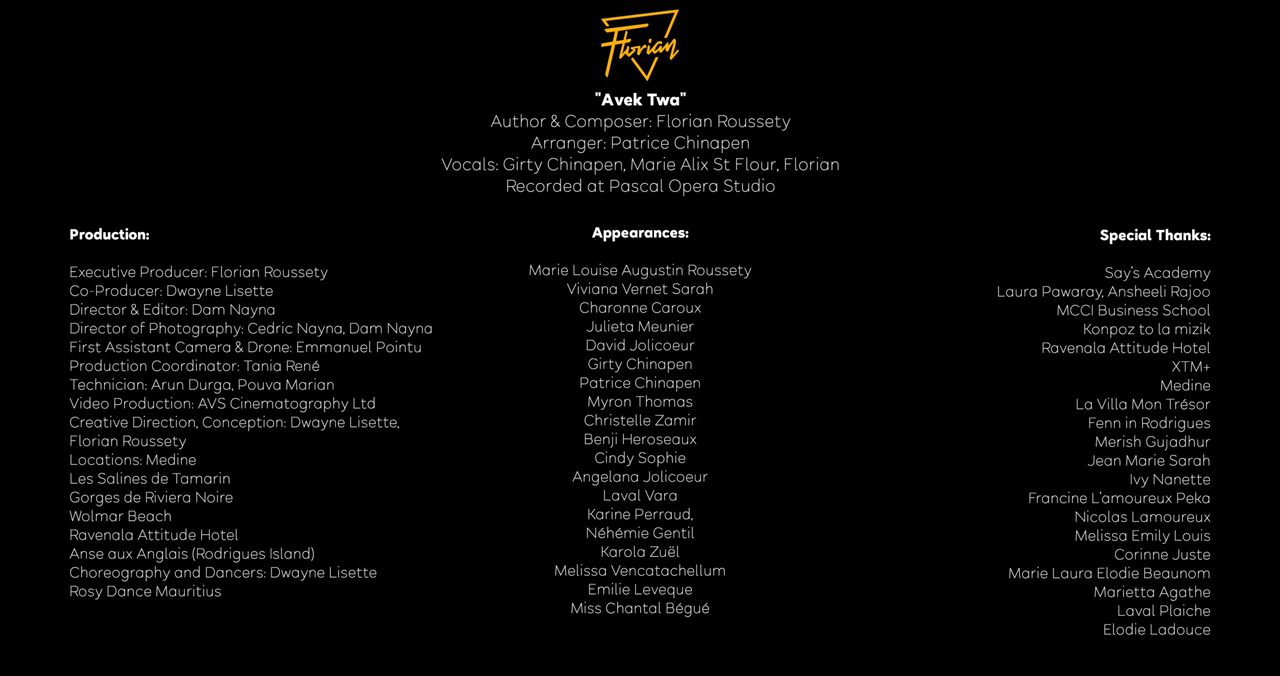 Florian
"Avek Twa"
Author & Composer: Florian Roussety
Arranger: Patrice Chinapen
Vocals: Girty Chinapen, Marie Alix St Flour, Florian
Recorded at Pascal Opera Studio
Production:
Executive Producer: Florian Roussety
Co-Producer: Dwayne Lisette
Director & Editor: Dam Nayna
Director of Photography: Cedric Nayna, Dam Nayna
First Assistant Camera & Drone: Emmanuel Pointu
Production Coordinator: Tania René
Technician: Arun Durga, Pouva Marian
Video Production: AVS Cinematography Ltd
Creative Direction, Conception: Dwayne Lisette,
Florian Roussety
Locations: Medine
Les Salines de Tamarin
Gorges de Riviera Noire
Wolmar Beach
Ravenala Attitude Hotel
Anse aux Anglais (Rodrigues Island)
Choreography and Dancers: Dwayne Lisette
Rosy Dance Mauritius
Appearances:
Marie Louise Augustin Roussety
Viviana Vernet Sarah
Charonne Caroux
Julieta Meunier
David Jolicoeur
Girty Chinapen
Patrice Chinapen
Myron Thomas
Christelle Zamir
Benji Heroseaux
Cindy Sophie
Angelana Jolicoeur
Laval Vara
Karine Perraud,
Néhémie Gentil
Karola Zuël
Melissa Vencatachellum
Emilie Leveque
Miss Chantal Bégué
Special Thanks:
Say's Academy
Laura Pawaray, Ansheeli Rajoo
MCCI Business School
Konpoz to la mizik
Ravenala Attitude Hotel
XTM+
Medine
La Villa Mon Trésor
Fenn in Rodrigues
Merish Gujadhur
Jean Marie Sarah
Ivy Nanette
Francine L'amoureux Peka
Nicolas Lamoureux
Melissa Emily Louis
Corinne Juste
Marie Laura Elodie Beaunom
Marietta Agathe
Laval Plaiche
Elodie Ladouce